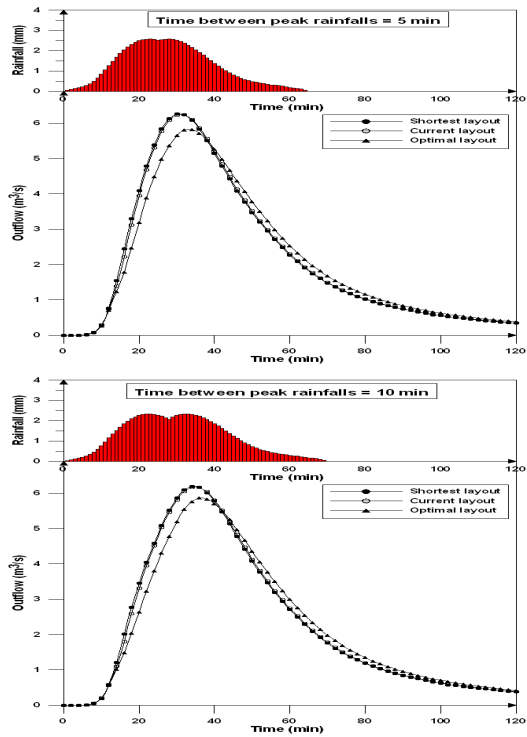 Time between peak rainfalls = 5 min
Rainfall (mm)
4
3
2
1
0
0 20 40 60 80 100 120
Time (min)
Shortest layout
Current layout
Optimal layout
Outflow (m³/s)
6
5
4
3
2
1
0
0 20 40 60 80 100 120
Time (min)
Time between peak rainfalls = 10 min
Rainfall (mm)
4
3
2
1
0
0 20 40 60 80 100 120
Time (min)
Shortest layout
Current layout
Optimal layout
Outflow (m³/s)
6
5
4
3
2
1
0
0 20 40 60 80 100 120
Time (min)